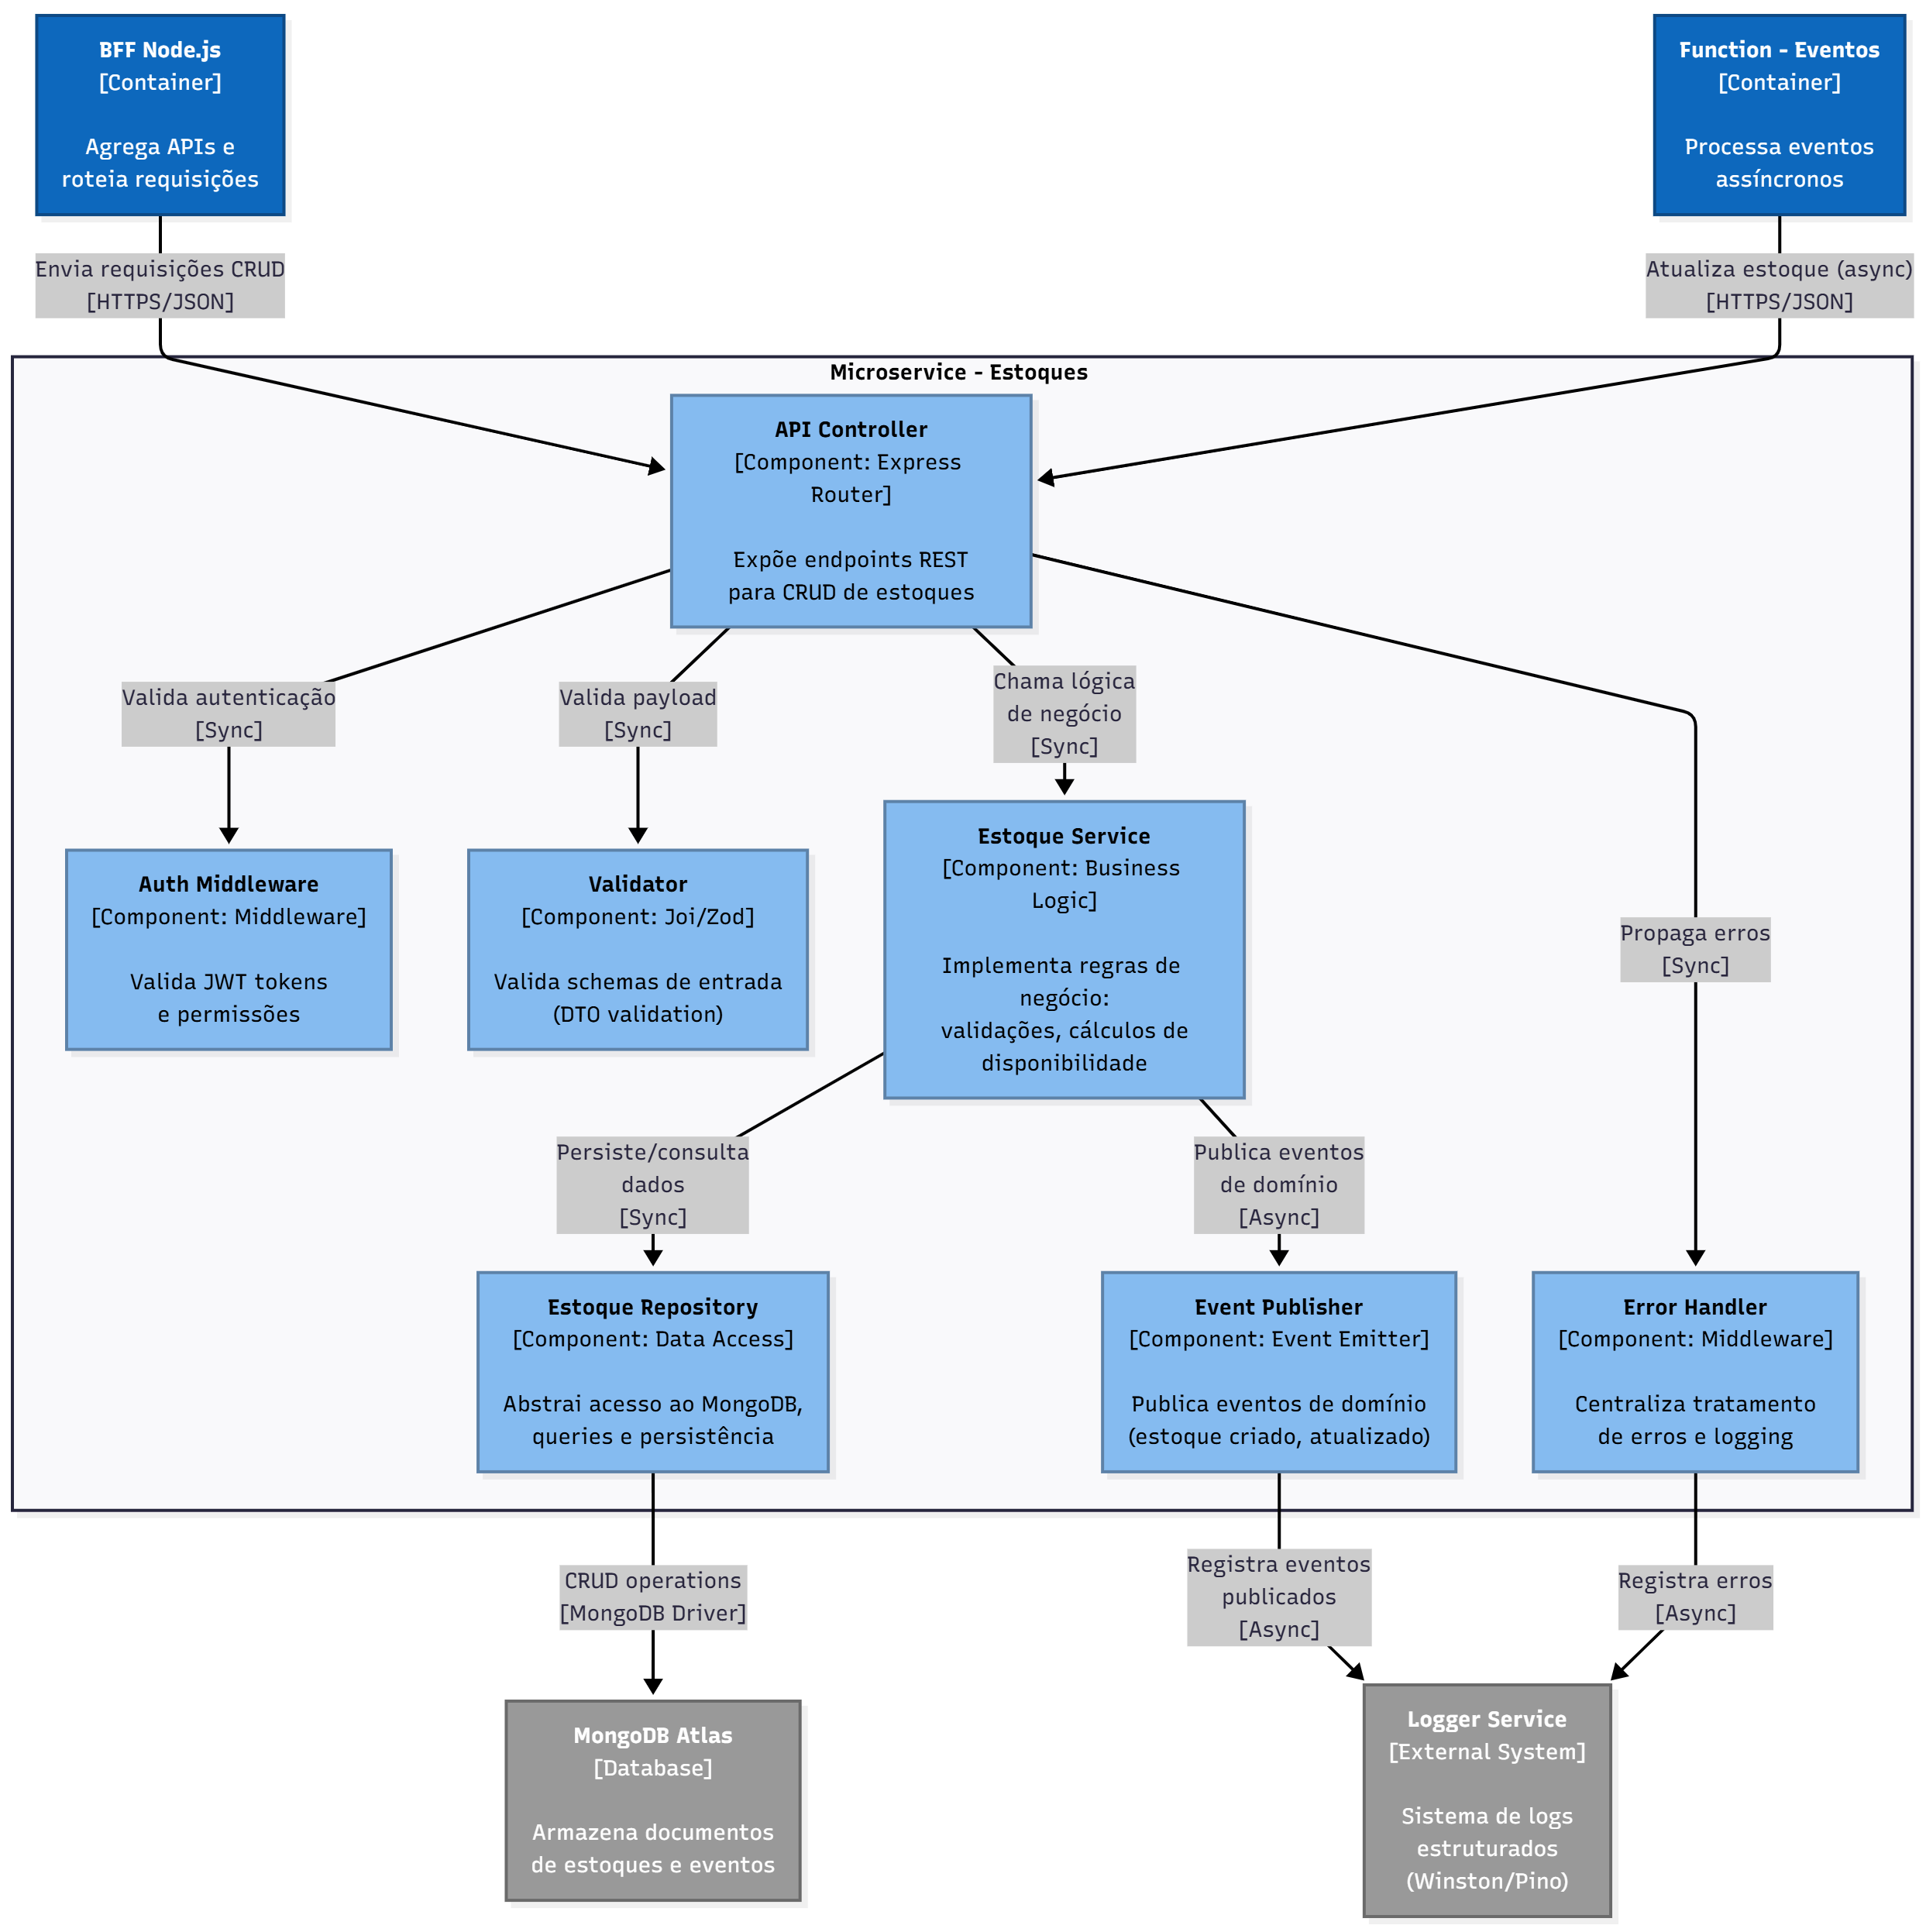 BFF Node.js
[Container]
Agrega APIs e
roteia requisições
Function - Eventos
[Container]
Processa eventos
assíncronos
Envia requisições CRUD
[HTTPS/JSON]
Atualiza estoque (async)
[HTTPS/JSON]
Microservice - Estoques
API Controller
[Component: Express
Router]
Expõe endpoints REST
para CRUD de estoques
Valida autenticação
[Sync]
Valida payload
[Sync]
Chama lógica
de negócio
[Sync]
Propaga erros
[Sync]
Auth Middleware
[Component: Middleware]
Valida JWT tokens
e permissões
Validator
[Component: Joi/Zod]
Valida schemas de entrada
(DTO validation)
Estoque Service
[Component: Business
Logic]
Implementa regras de
negócio:
validações, cálculos de
disponibilidade
Persiste/consulta
dados
[Sync]
Publica eventos
de domínio
[Async]
Estoque Repository
[Component: Data Access]
Abstrai acesso ao MongoDB,
queries e persistência
Event Publisher
[Component: Event Emitter]
Publica eventos de domínio
(estoque criado, atualizado)
Error Handler
[Component: Middleware]
Centraliza tratamento
de erros e logging
CRUD operations
[MongoDB Driver]
Registra eventos
publicados
[Async]
Registra erros
[Async]
MongoDB Atlas
[Database]
Armazena documentos
de estoques e eventos
Logger Service
[External System]
Sistema de logs
estruturados
(Winston/Pino)